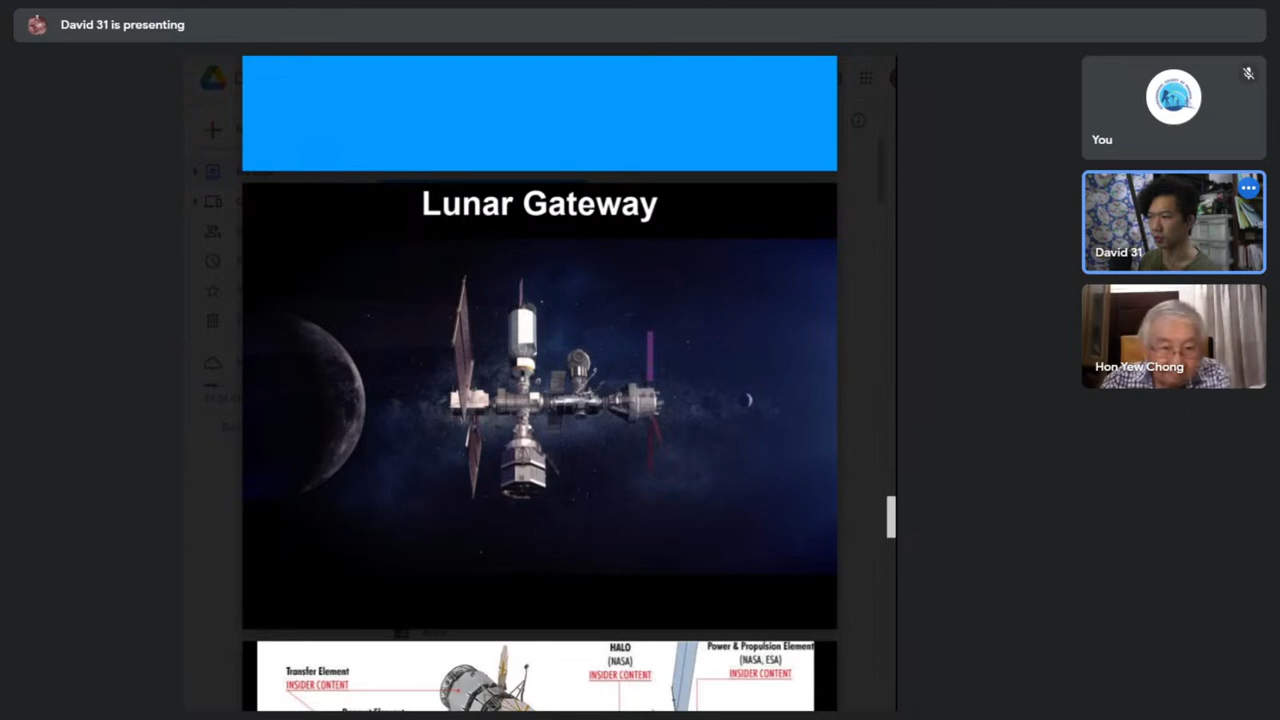 David 31 is presenting
You
David 31
Hon Yew Chong
Lunar Gateway
HALO
(NASA)
INSIDER CONTENT
Power & Propulsion Element
(NASA, ESA)
INSIDER CONTENT
Transfer Element
INSIDER CONTENT